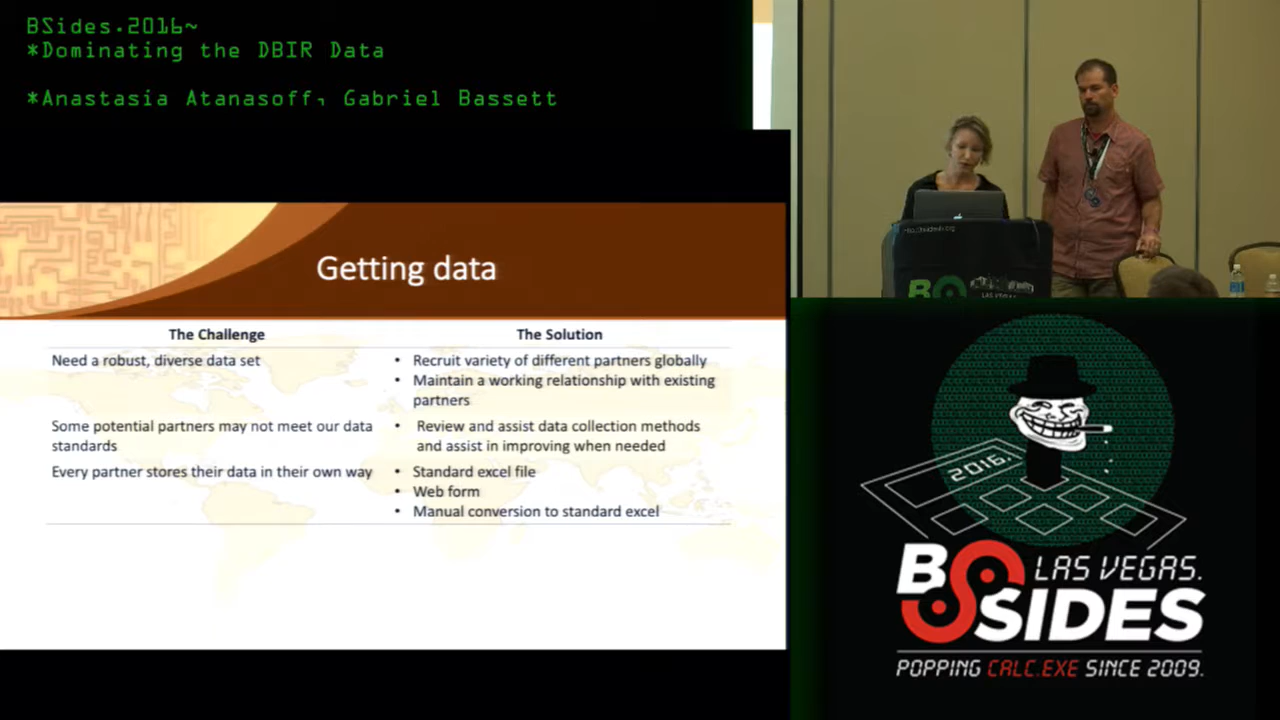 BSides.2016~
*Dominating the DBIR Data
*Anastasia Atanasoff, Gabriel Bassett
Getting data
The Challenge
The Solution
Need a robust, diverse data set
• Recruit variety of different partners globally
• Maintain a working relationship with existing
partners
Some potential partners may not meet our data
standards
• Review and assist data collection methods
and assist in improving when needed
Every partner stores their data in their own way
• Standard excel file
• Web form
• Manual conversion to standard excel
BS
LAS VEGAS
2016.
BSIDES
LAS VEGAS.
POPPING CALC.EXE SINCE 2009.